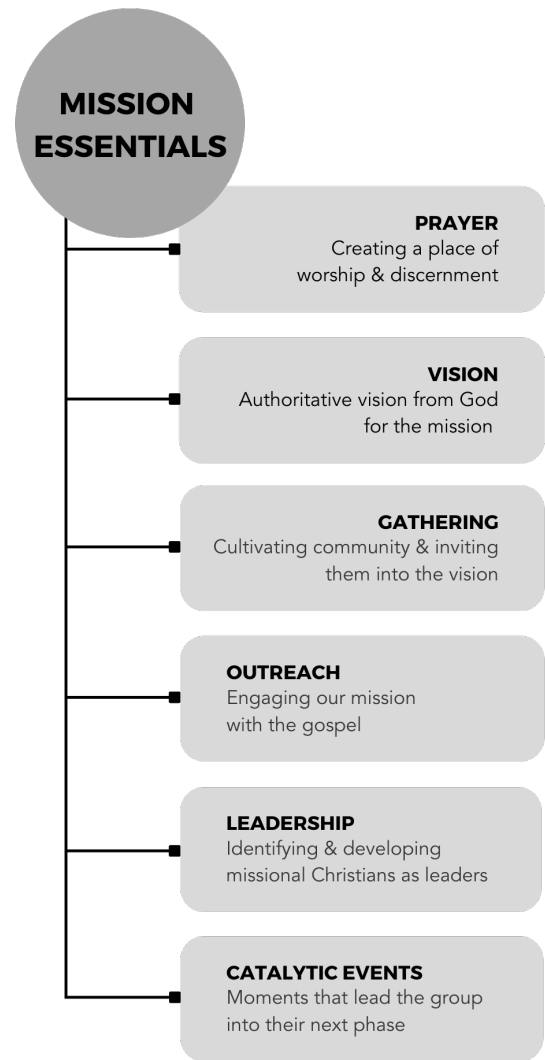 MISSION
ESSENTIALS
PRAYER
Creating a place of
worship & discernment
VISION
Authoritative vision from God
for the mission
GATHERING
Cultivating community & inviting
them into the vision
OUTREACH
Engaging our mission
with the gospel
LEADERSHIP
Identifying & developing
missional Christians as leaders
CATALYTIC EVENTS
Moments that lead the group
into their next phase